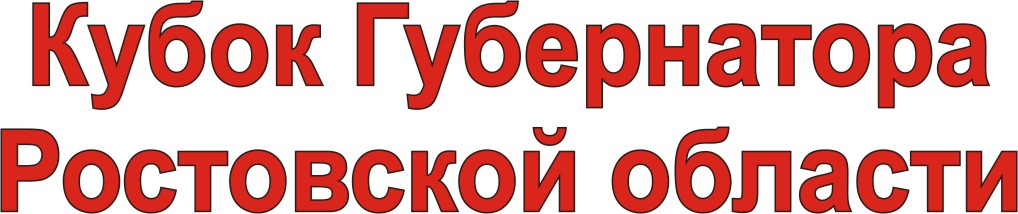 Кубок Губернатора
Ростовской области